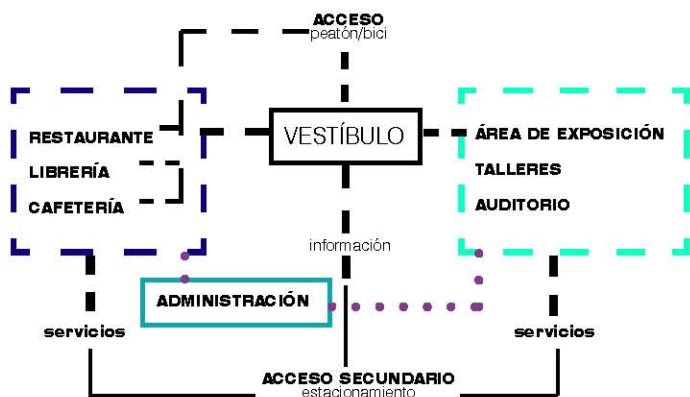 ACCESO
peatón/bici
RESTAURANTE
LIBRERÍA
CAFETERÍA
VESTÍBULO
ÁREA DE EXPOSICIÓN
TALLERES
AUDITORIO
información
ADMINISTRACIÓN
servicios
servicios
ACCESO SECUNDARIO
estacionamiento